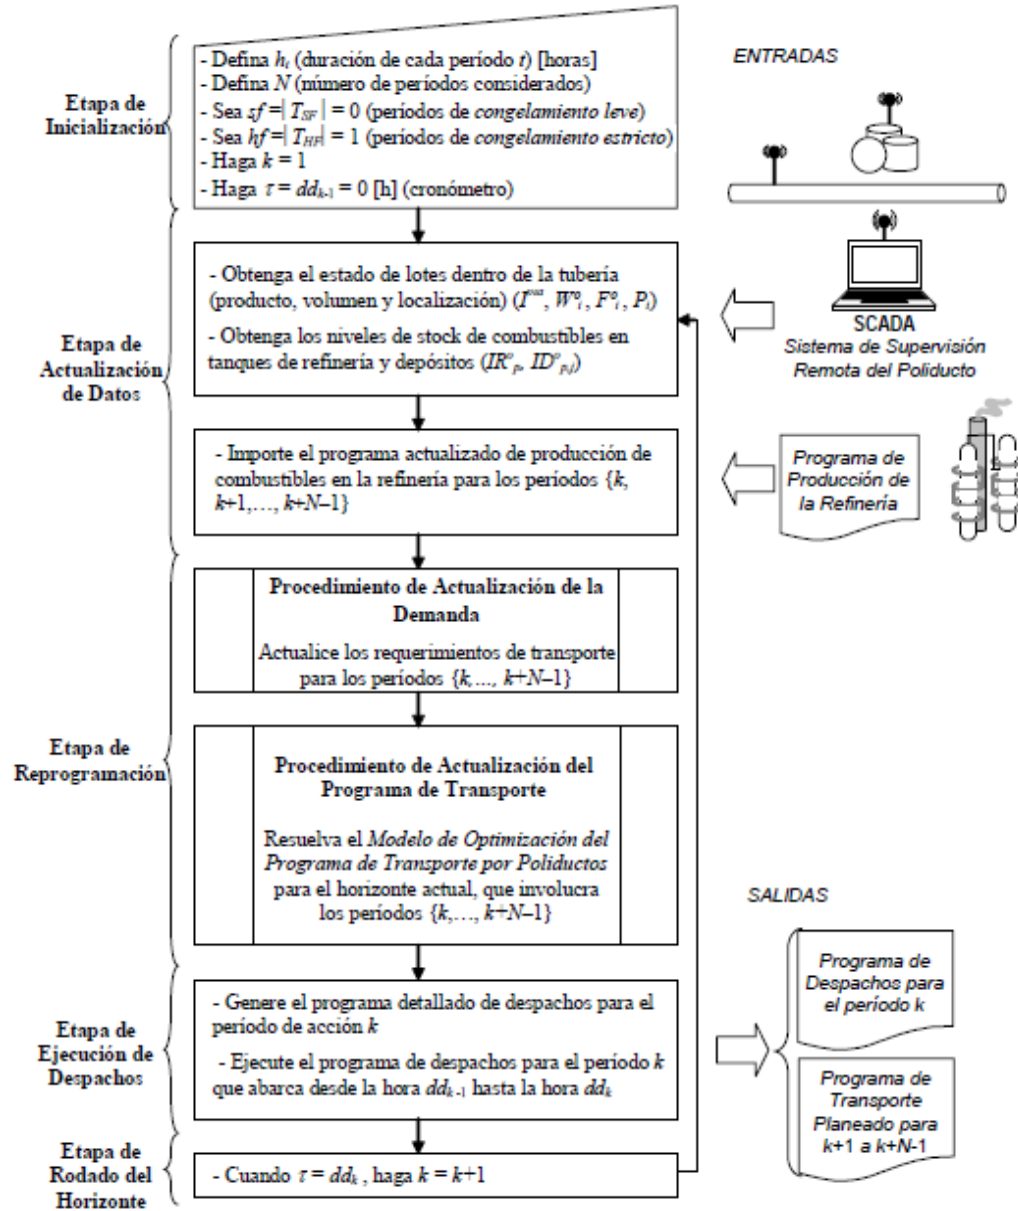 Etapa de
Inicialización
- Defina hₜ (duración de cada período t) [horas]
- Defina N (número de períodos considerados)
- Sea sf =| T_SF | = 0 (períodos de congelamiento leve)
- Sea hf =| T_HF | = 1 (períodos de congelamiento estricto)
- Haga k = 1
- Haga τ = dd_k-1 = 0 [h] (cronómetro)
ENTRADAS
Etapa de
Actualización
de Datos
- Obtenga el estado de lotes dentro de la tubería
(producto, volumen y localización) (I^old, W°_i, F°_i, P_i)
- Obtenga los niveles de stock de combustibles en
tanques de refinería y depósitos (IR°_p, ID°_p,j)
SCADA
Sistema de Supervisión
Remota del Poliducto
- Importe el programa actualizado de producción de
combustibles en la refinería para los períodos {k,
k+1,…, k+N–1}
Programa de
Producción de
la Refinería
Etapa de
Reprogramación
Procedimiento de Actualización de la
Demanda
Actualice los requerimientos de transporte
para los períodos {k,…, k+N–1}
Procedimiento de Actualización del
Programa de Transporte
Resuelva el Modelo de Optimización del
Programa de Transporte por Poliductos
para el horizonte actual, que involucra
los períodos {k,…, k+N–1}
SALIDAS
Etapa de
Ejecución de
Despachos
- Genere el programa detallado de despachos para el
período de acción k
- Ejecute el programa de despachos para el período k
que abarca desde la hora dd_k-1 hasta la hora dd_k
Programa de
Despachos para
el período k
Programa de
Transporte
Planeado para
k+1 a k+N-1
Etapa de
Rodado del
Horizonte
- Cuando τ = dd_k , haga k = k+1